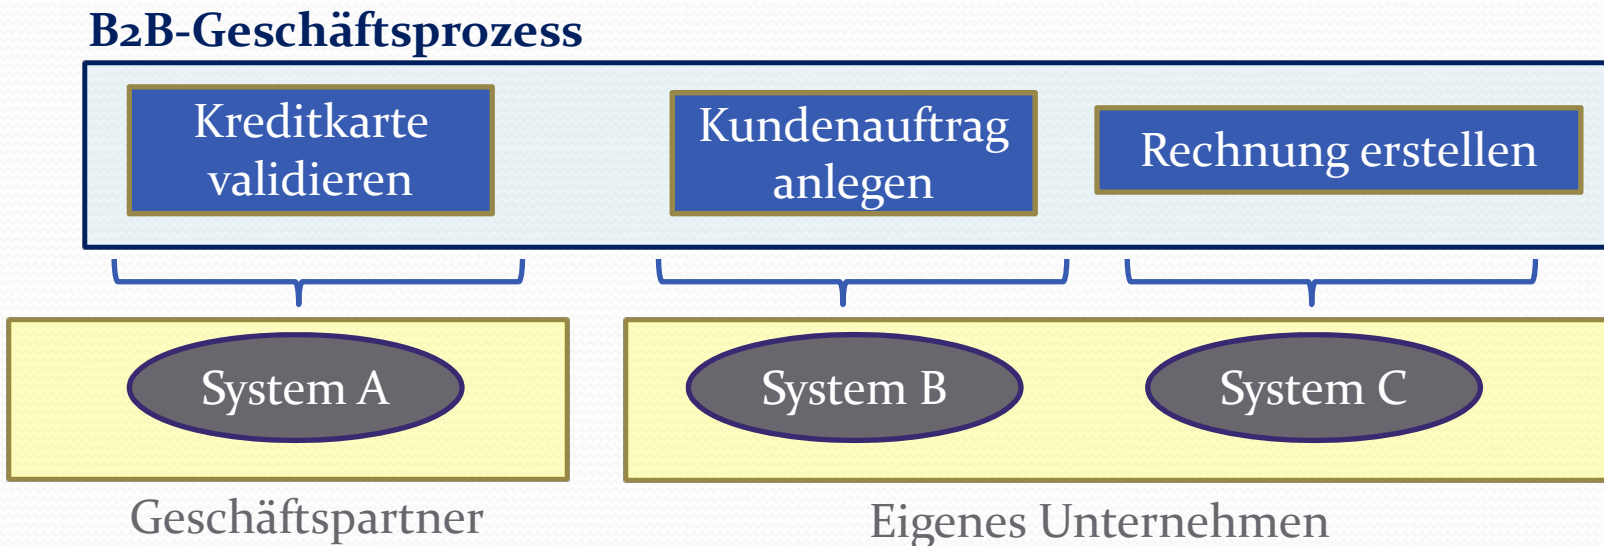 B2B-Geschäftsprozess
Kreditkarte
validieren
Kundenauftrag
anlegen
Rechnung erstellen
System A
System B
System C
Geschäftspartner
Eigenes Unternehmen